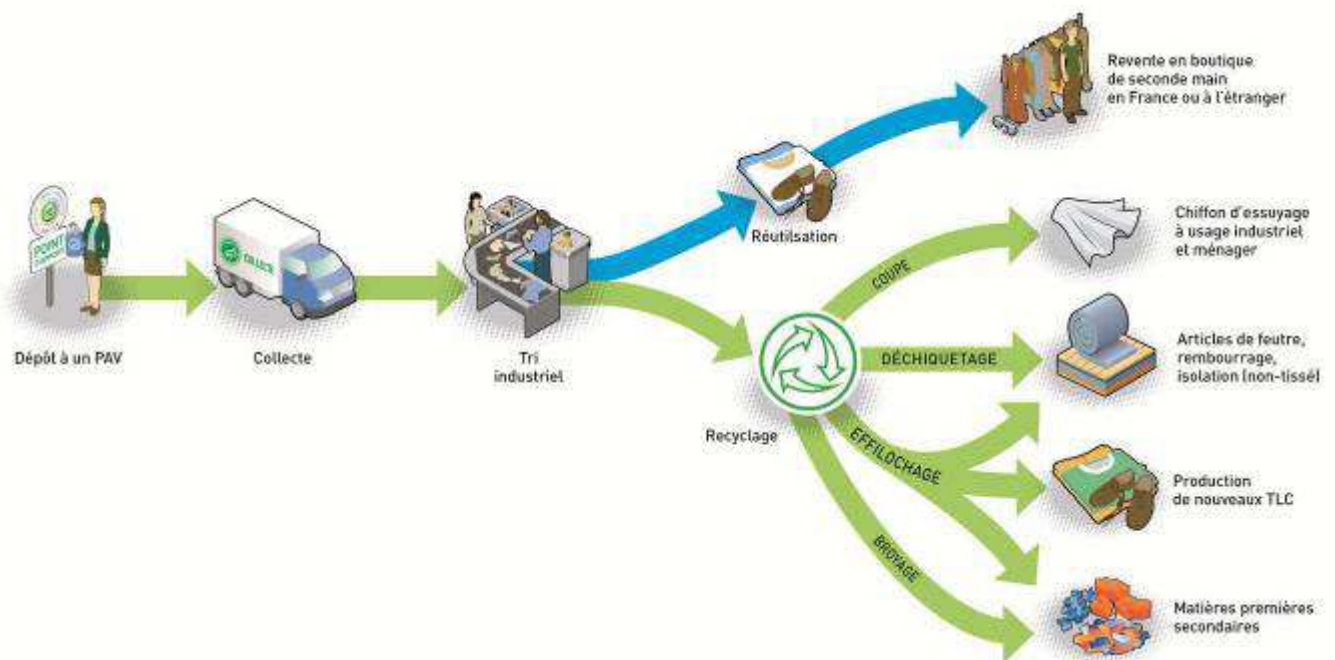 Revente en boutique
de seconde main
en France ou à l'étranger
Réutilsation
POINT
COLLECTE
Dépôt à un PAV
Collecte
Tri
industriel
Recyclage
COUPE
Chiffon d'essuyage
à usage industriel
et ménager
DÉCHIQUETAGE
Articles de feutre,
rembourrage,
isolation (non-tissé)
EFFILOCHAGE
Production
de nouveaux TLC
BROYAGE
Matières premières
secondaires